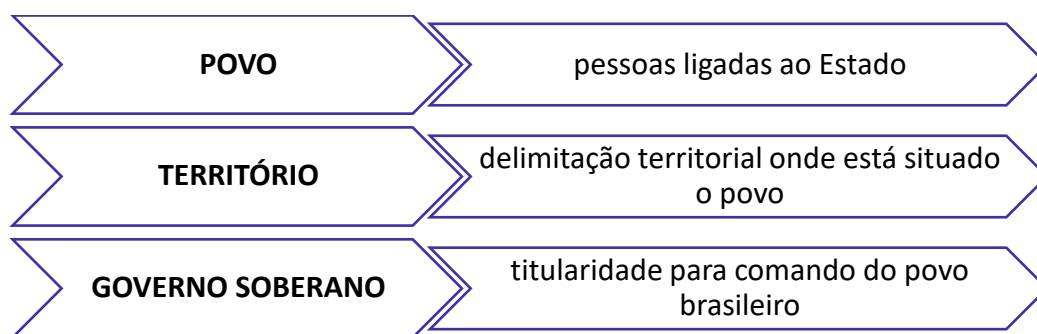 POVO
pessoas ligadas ao Estado
TERRITÓRIO
delimitação territorial onde está situado
o povo
GOVERNO SOBERANO
titularidade para comando do povo
brasileiro